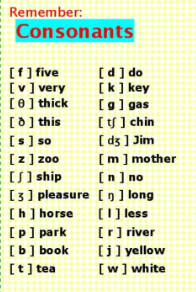 Remember:
Consonants
[ f ] five [ d ] do
[ v ] very [ k ] key
[ θ ] thick [ g ] gas
[ ð ] this [ tʃ ] chin
[ s ] so [ dʒ ] Jim
[ z ] zoo [ m ] mother
[ ʃ ] ship [ n ] no
[ ʒ ] pleasure [ ŋ ] long
[ h ] horse [ l ] less
[ p ] park [ r ] river
[ b ] book [ j ] yellow
[ t ] tea [ w ] white